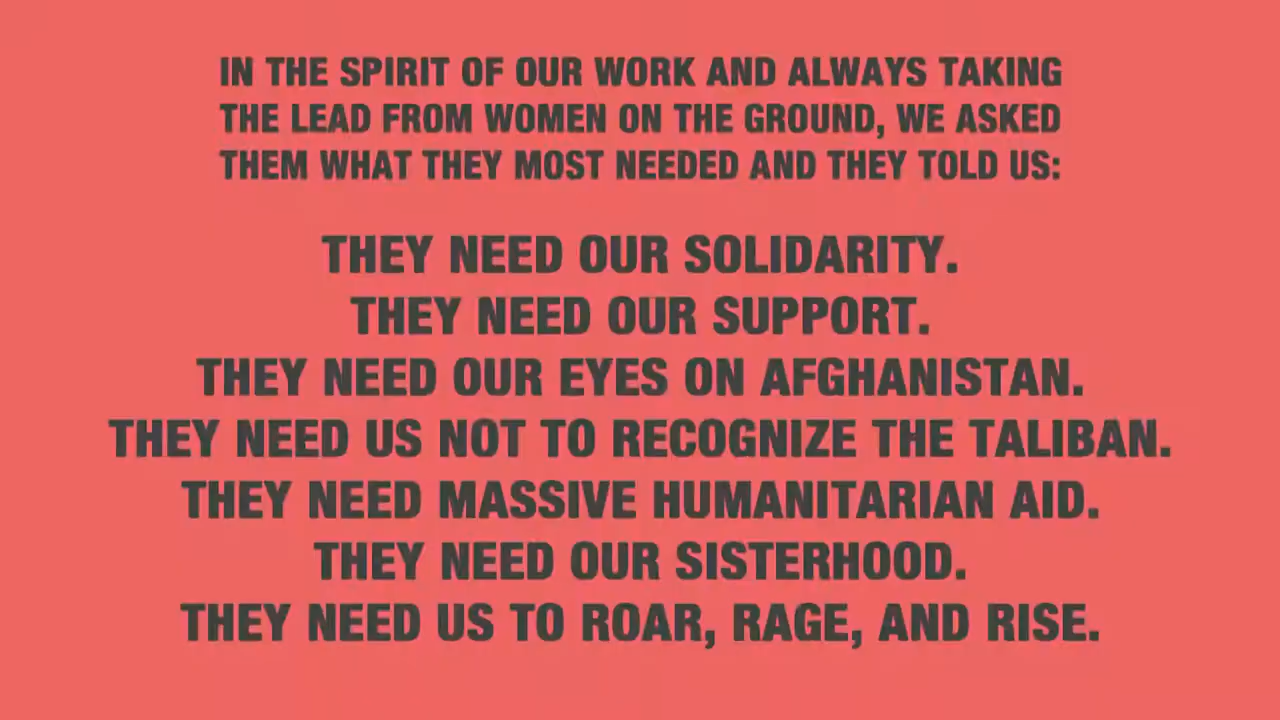 IN THE SPIRIT OF OUR WORK AND ALWAYS TAKING
THE LEAD FROM WOMEN ON THE GROUND, WE ASKED
THEM WHAT THEY MOST NEEDED AND THEY TOLD US:
THEY NEED OUR SOLIDARITY.
THEY NEED OUR SUPPORT.
THEY NEED OUR EYES ON AFGHANISTAN.
THEY NEED US NOT TO RECOGNIZE THE TALIBAN.
THEY NEED MASSIVE HUMANITARIAN AID.
THEY NEED OUR SISTERHOOD.
THEY NEED US TO ROAR, RAGE, AND RISE.